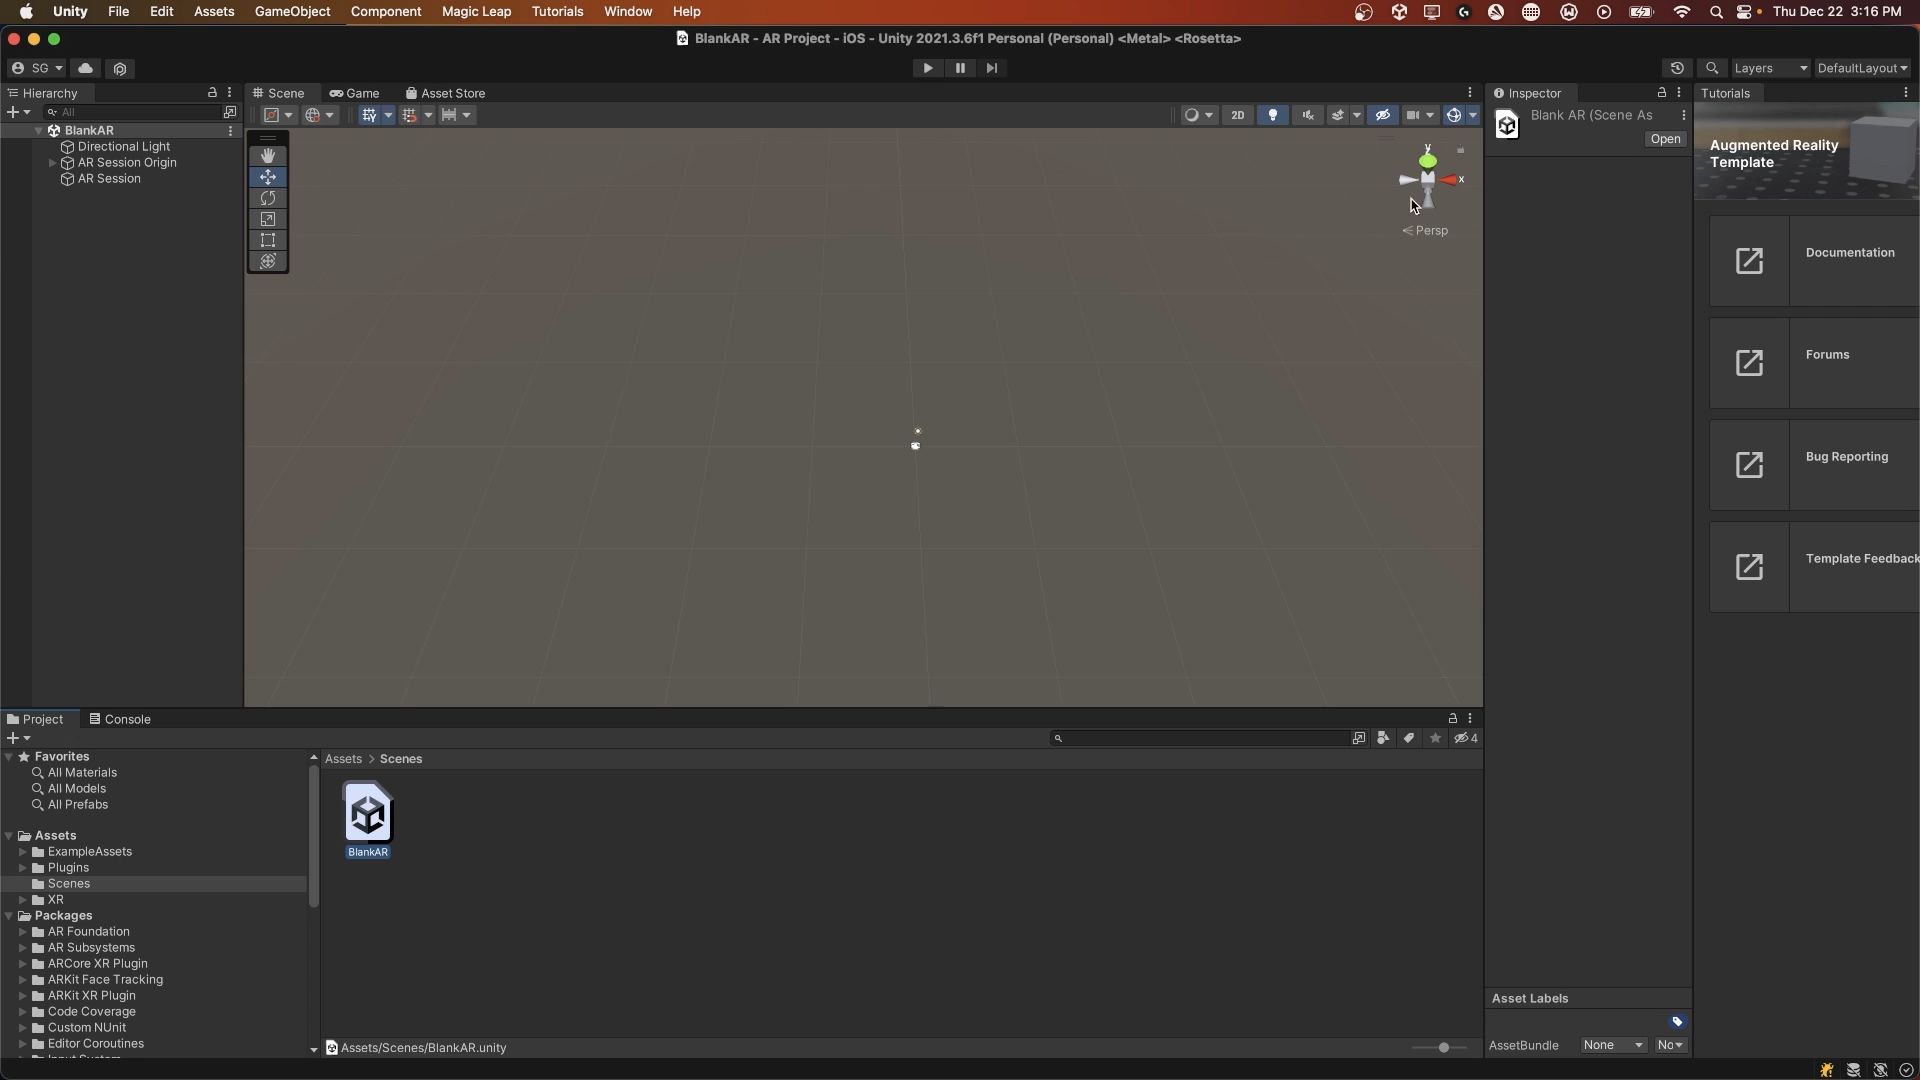 Unity File Edit Assets GameObject Component Magic Leap Tutorials Window Help Thu Dec 22 3:16 PM
BlankAR - AR Project - iOS - Unity 2021.3.6f1 Personal (Personal) <Metal> <Rosetta>
SG Layers DefaultLayout
Hierarchy Scene Game Asset Store Inspector Tutorials
All 2D Blank AR (Scene As
Open
BlankAR
Directional Light
AR Session Origin
AR Session
y
x
Persp
Augmented Reality
Template
Documentation
Forums
Bug Reporting
Template Feedback
Project Console
4
Favorites
All Materials
All Models
All Prefabs
Assets
ExampleAssets
Plugins
Scenes
XR
Packages
AR Foundation
AR Subsystems
ARCore XR Plugin
ARKit Face Tracking
ARKit XR Plugin
Code Coverage
Custom NUnit
Editor Coroutines
Assets > Scenes
BlankAR
Assets/Scenes/BlankAR.unity
Asset Labels
AssetBundle None No